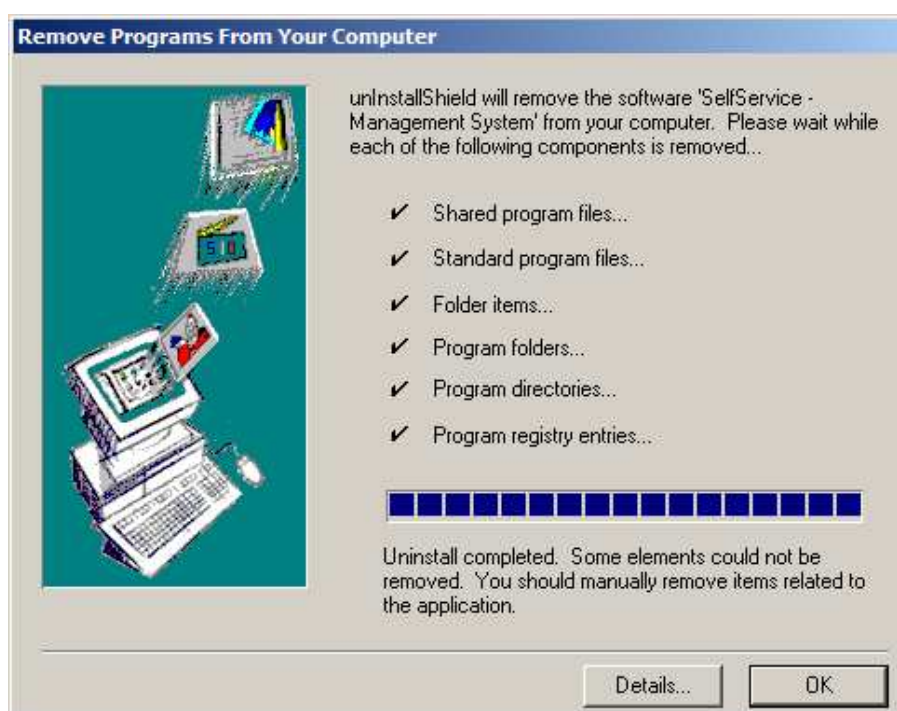 Remove Programs From Your Computer
unInstallShield will remove the software 'SelfService -
Management System' from your computer.  Please wait while
each of the following components is removed...
✔ Shared program files...
✔ Standard program files...
✔ Folder items...
✔ Program folders...
✔ Program directories...
✔ Program registry entries...
Uninstall completed.  Some elements could not be
removed.  You should manually remove items related to
the application.
Details...
OK